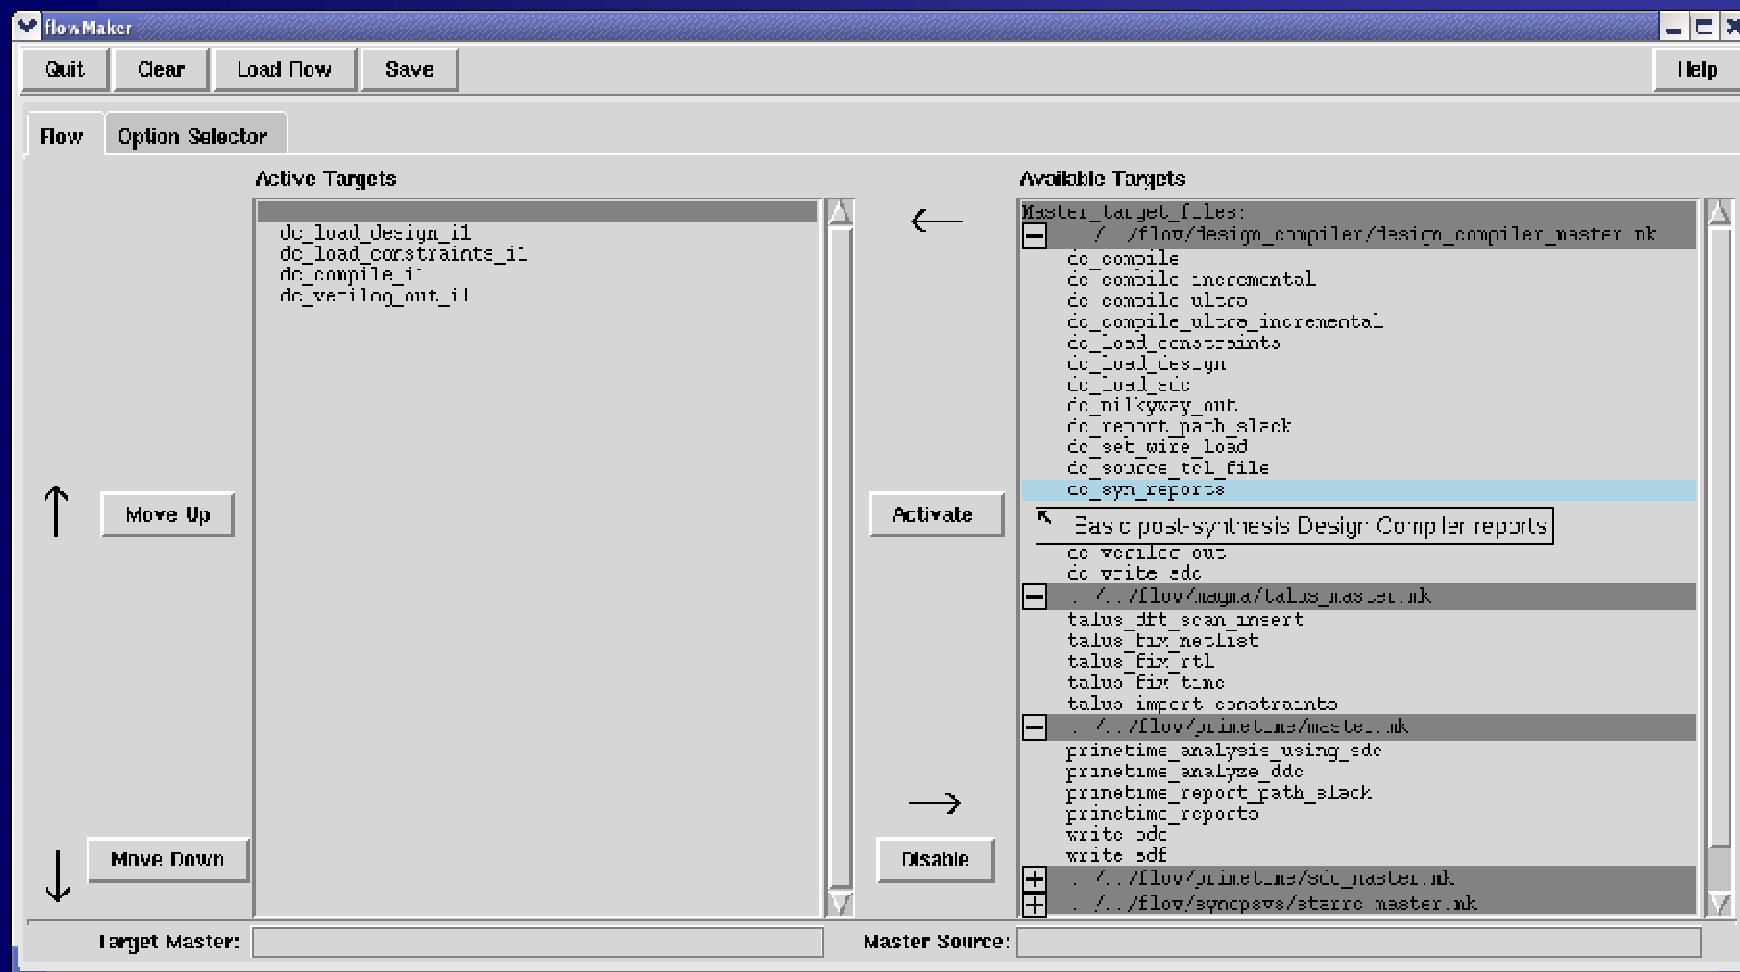 flowMaker
Quit Clear Load Flow Save Help
Flow Option Selector
Active Targets
dc_load_design_i1
dc_load_constraints_i1
dc_compile_i1
dc_verilog_out_i1
Move Up
Move Down
Activate
Disable
Available Targets
Master_target_files:
../../flow/design_compiler/design_compiler_master.mk
dc_compile
dc_compile_incremental
dc_compile_ultra
dc_compile_ultra_incremental
dc_load_constraints
dc_load_design
dc_load_sdc
dc_milkyway_out
dc_report_path_slack
dc_set_wire_load
dc_source_tcl_file
dc_syn_reports
Basic post-synthesis Design Compiler reports
dc_verilog_out
dc_write_sdc
../../flow/magma/talus_master.mk
talus_dft_scan_insert
talus_fix_netlist
talus_fix_rtl
talus_fix_time
talus_import_constraints
../../flow/primetime/master.mk
primetime_analysis_using_sdc
primetime_analyze_ddc
primetime_report_path_slack
primetime_reports
write_sdc
write_sdf
../../flow/primetime/sdc_master.mk
../../flow/synopsys/starrc_master.mk
Target Master:
Master Source: